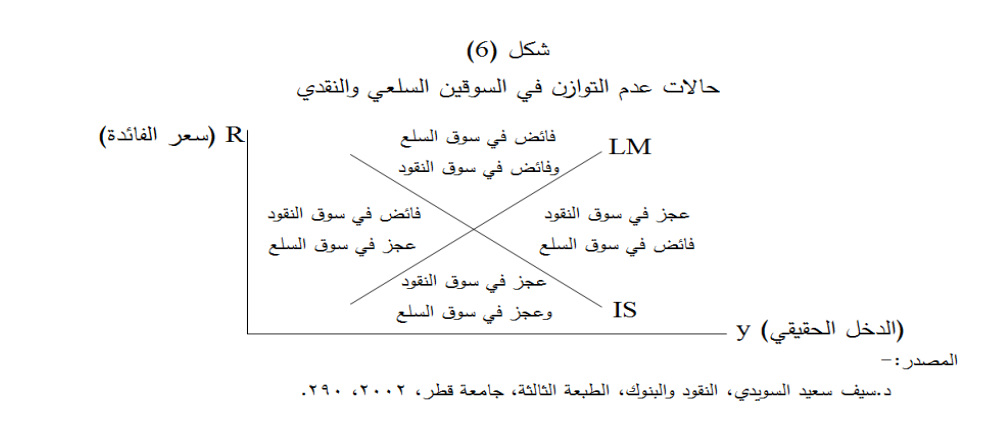 شكل (6)
حالات عدم التوازن في السوقين السلعي والنقدي
R (سعر الفائدة)
فائض في سوق السلع
وفائض في سوق النقود
LM
فائض في سوق النقود
عجز في سوق السلع
عجز في سوق النقود
فائض في سوق السلع
عجز في سوق النقود
وعجز في سوق السلع
IS
y (الدخل الحقيقي)
المصدر:-
د.سيف سعيد السويدي، النقود والبنوك، الطبعة الثالثة، جامعة قطر، ٢٠٠٢، ٢٩٠.